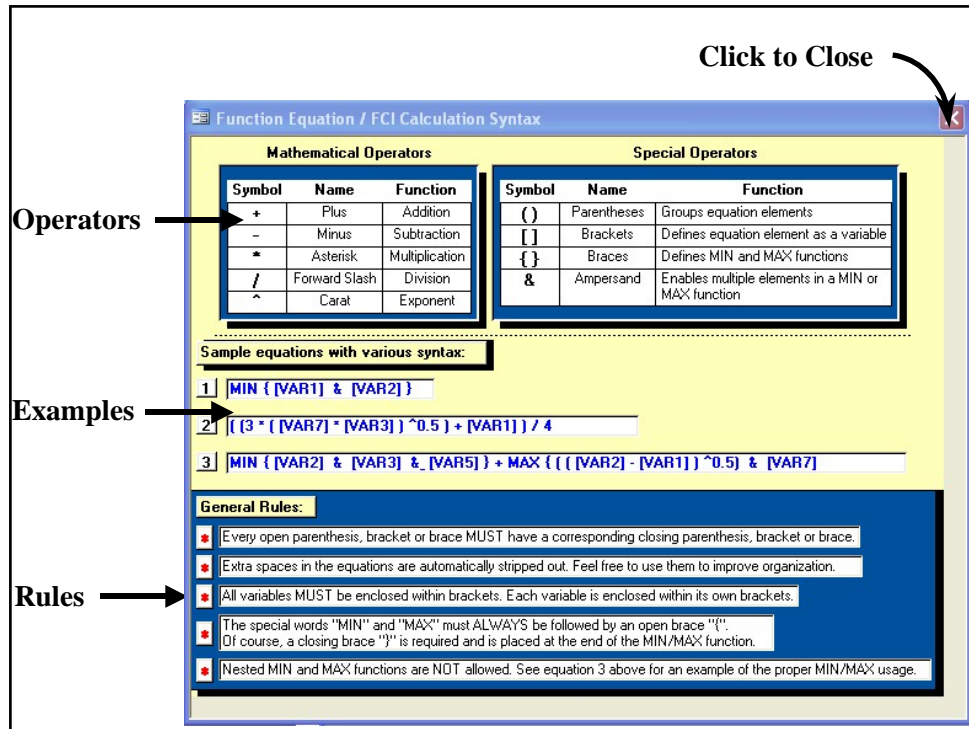 Click to Close
Function Equation / FCI Calculation Syntax
Mathematical Operators
Symbol Name Function
+ Plus Addition
- Minus Subtraction
* Asterisk Multiplication
/ Forward Slash Division
^ Carat Exponent
Special Operators
Symbol Name Function
( ) Parentheses Groups equation elements
[ ] Brackets Defines equation element as a variable
{ } Braces Defines MIN and MAX functions
& Ampersand Enables multiple elements in a MIN or
MAX function
Operators
Sample equations with various syntax:
1 MIN { [VAR1] & [VAR2] }
Examples
2 ( (3 * ( [VAR7] * [VAR3] ) ^0.5 ) + [VAR1] ) / 4
3 MIN { [VAR2] & [VAR3] &_ [VAR5] } + MAX { ( ( [VAR2] - [VAR1] ) ^0.5) & [VAR7]
General Rules:
* Every open parenthesis, bracket or brace MUST have a corresponding closing parenthesis, bracket or brace.
* Extra spaces in the equations are automatically stripped out. Feel free to use them to improve organization.
Rules
* All variables MUST be enclosed within brackets. Each variable is enclosed within its own brackets.
* The special words "MIN" and "MAX" must ALWAYS be followed by an open brace "{".
Of course, a closing brace "}" is required and is placed at the end of the MIN/MAX function.
* Nested MIN and MAX functions are NOT allowed. See equation 3 above for an example of the proper MIN/MAX usage.